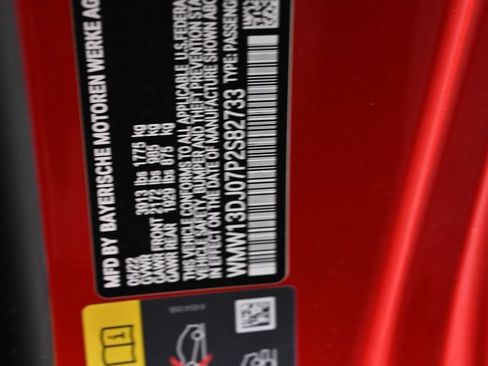 MFD BY BAYERISCHE MOTOREN WERKE AG
05/22
GVWR 3913 lbs 1775 kg
GAWR FRONT 2172 lbs 985 kg
GAWR REAR 1929 lbs 875 kg
THIS VEHICLE CONFORMS TO ALL APPLICABLE U.S. FEDERA
VEHICLE SAFETY, BUMPER, AND THEFT PREVENTION STA
IN EFFECT ON THE DATE OF MANUFACTURE SHOWN ABO
WMW13DJ07P2S82733 TYPE: PASSENG